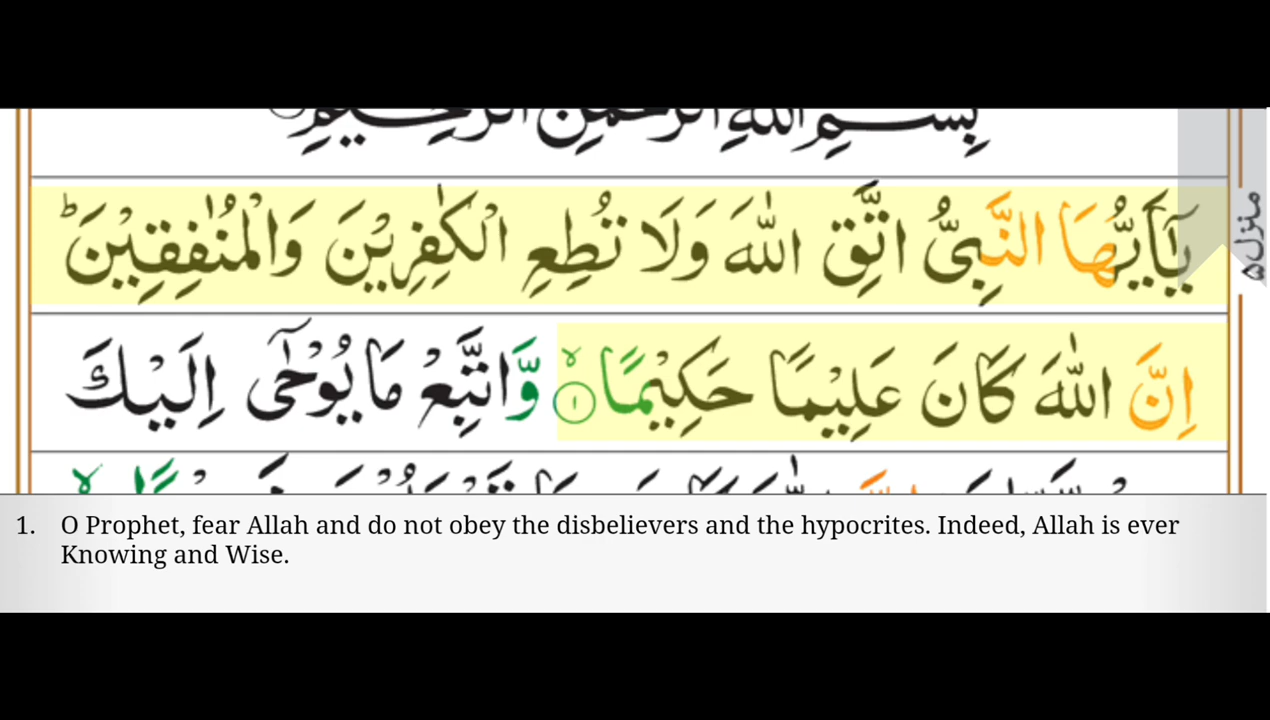 بِسْمِ اللهِ الرَّحْمٰنِ الرَّحِيْمِ
يٰۤاَيُّهَا النَّبِيُّ اتَّقِ اللّٰهَ وَلَا تُطِعِ الْكٰفِرِيْنَ وَالْمُنٰفِقِيْنَ ؕ
منزل ۵
اِنَّ اللّٰهَ كَانَ عَلِيْمًا حَكِيْمًا ۙ ۱ وَّاتَّبِعْ مَا يُوْحٰۤى اِلَيْكَ
1. O Prophet, fear Allah and do not obey the disbelievers and the hypocrites. Indeed, Allah is ever
Knowing and Wise.